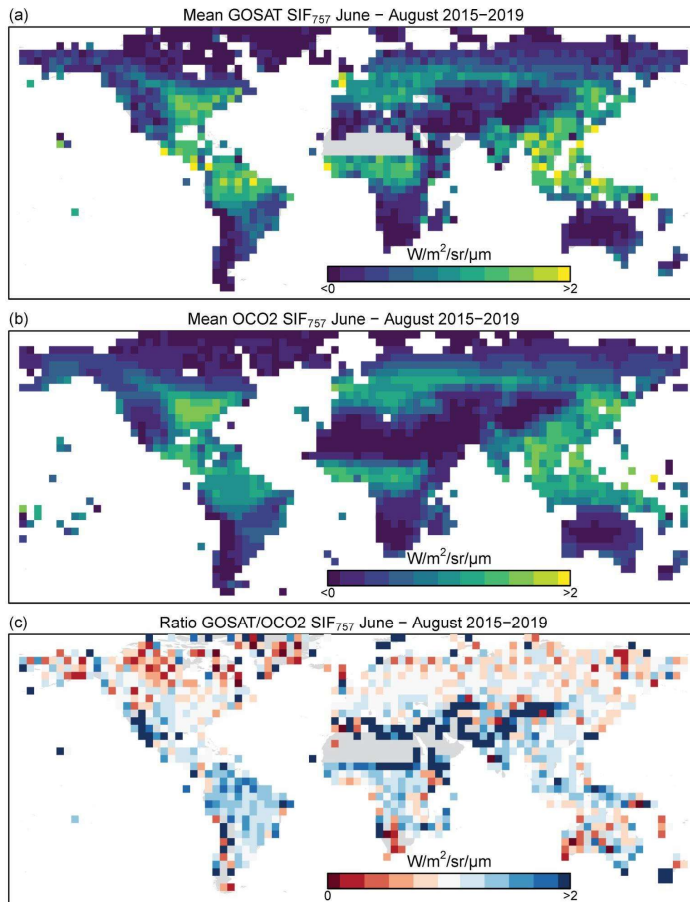 (a)
Mean GOSAT SIF₇₅₇ June – August 2015−2019
W/m²/sr/μm
<0
>2
(b)
Mean OCO2 SIF₇₅₇ June – August 2015−2019
W/m²/sr/μm
<0
>2
(c)
Ratio GOSAT/OCO2 SIF₇₅₇ June – August 2015−2019
W/m²/sr/μm
0
>2